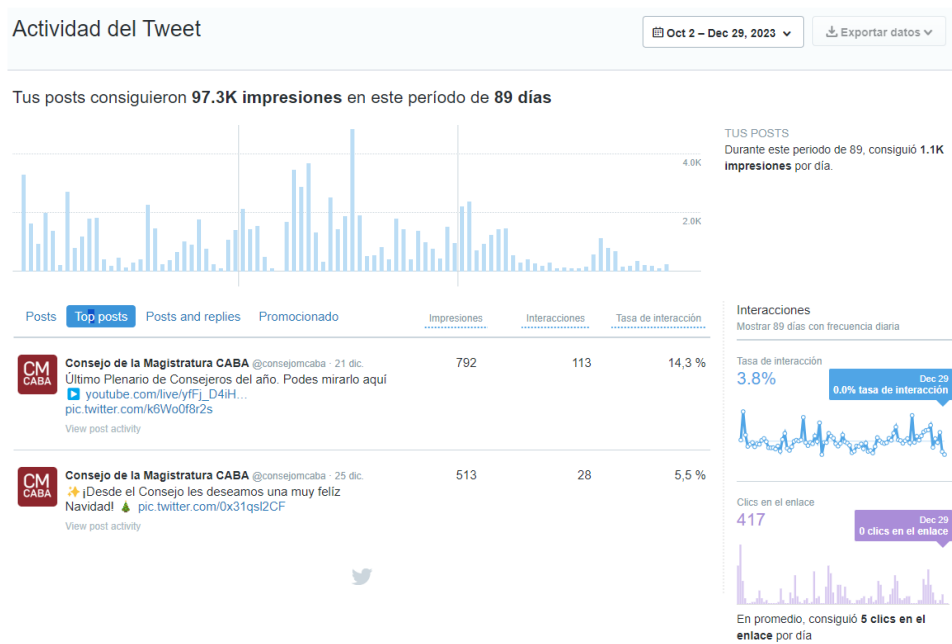 Actividad del Tweet
Oct 2 – Dec 29, 2023
Exportar datos
Tus posts consiguieron 97.3K impresiones en este período de 89 días
4.0K
2.0K
TUS POSTS
Durante este periodo de 89, consiguió 1.1K
impresiones por día.
Posts Top posts Posts and replies Promocionado
Impresiones Interacciones Tasa de interacción
CM
CABA
Consejo de la Magistratura CABA @consejomcaba · 21 dic.
Último Plenario de Consejeros del año. Podes mirarlo aquí
▶️ youtube.com/live/yfFj_D4iH...
pic.twitter.com/k6Wo0f8r2s
View post activity
792 113 14,3 %
CM
CABA
Consejo de la Magistratura CABA @consejomcaba · 25 dic.
✨¡Desde el Consejo les deseamos una muy feliz
Navidad! 🎄 pic.twitter.com/0x31qsl2CF
View post activity
513 28 5,5 %
Interacciones
Mostrar 89 días con frecuencia diaria
Tasa de interacción
3.8%
Dec 29
0.0% tasa de interacción
Clics en el enlace
417
Dec 29
0 clics en el enlace
En promedio, consiguió 5 clics en el
enlace por día